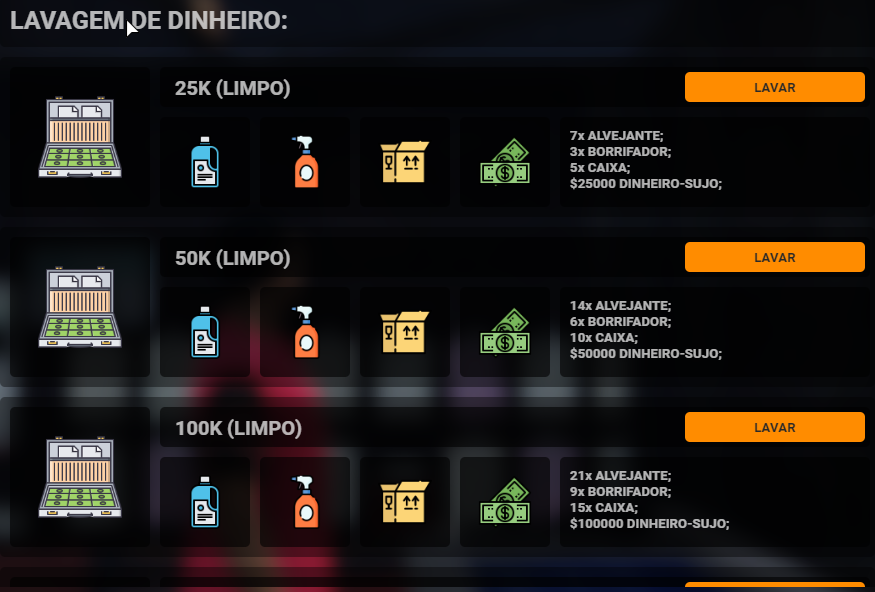 LAVAGEM DE DINHEIRO:
25K (LIMPO)
LAVAR
7x ALVEJANTE;
3x BORRIFADOR;
5x CAIXA;
$25000 DINHEIRO-SUJO;
50K (LIMPO)
LAVAR
14x ALVEJANTE;
6x BORRIFADOR;
10x CAIXA;
$50000 DINHEIRO-SUJO;
100K (LIMPO)
LAVAR
21x ALVEJANTE;
9x BORRIFADOR;
15x CAIXA;
$100000 DINHEIRO-SUJO;